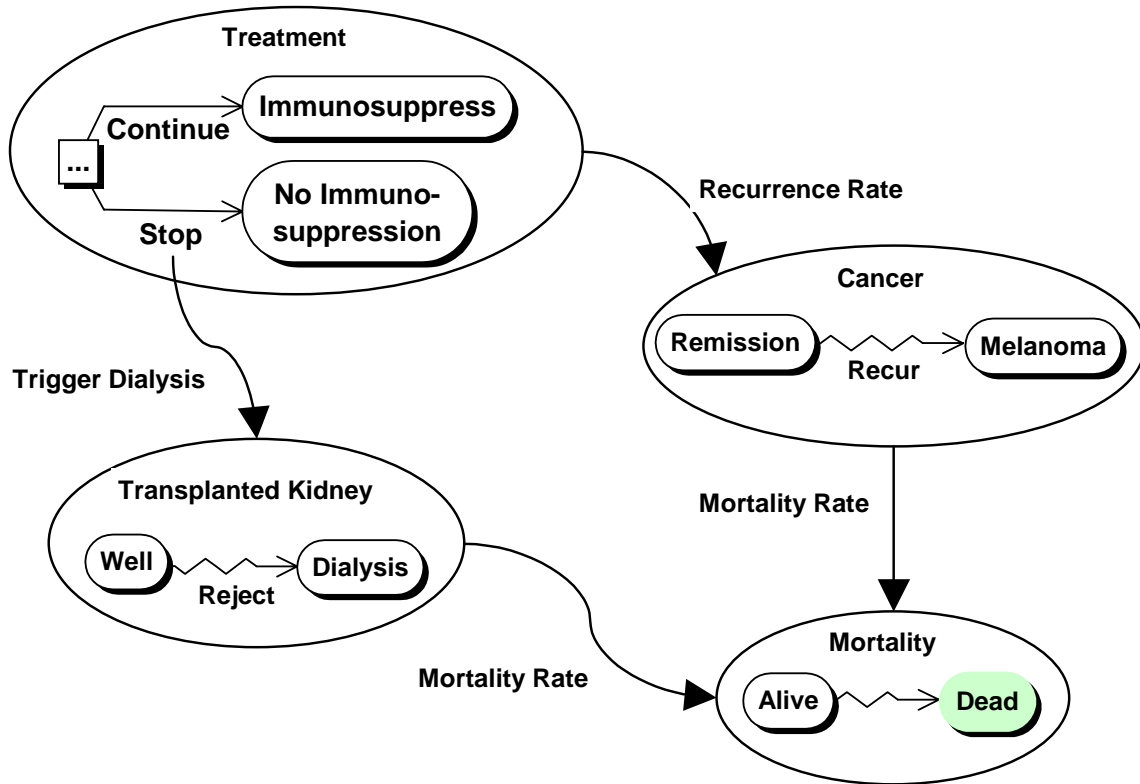 Treatment
Immunosuppress
Continue
...
No Immuno-
suppression
Stop
Recurrence Rate
Cancer
Remission
Melanoma
Recur
Trigger Dialysis
Transplanted Kidney
Well
Dialysis
Reject
Mortality Rate
Mortality Rate
Mortality
Alive
Dead